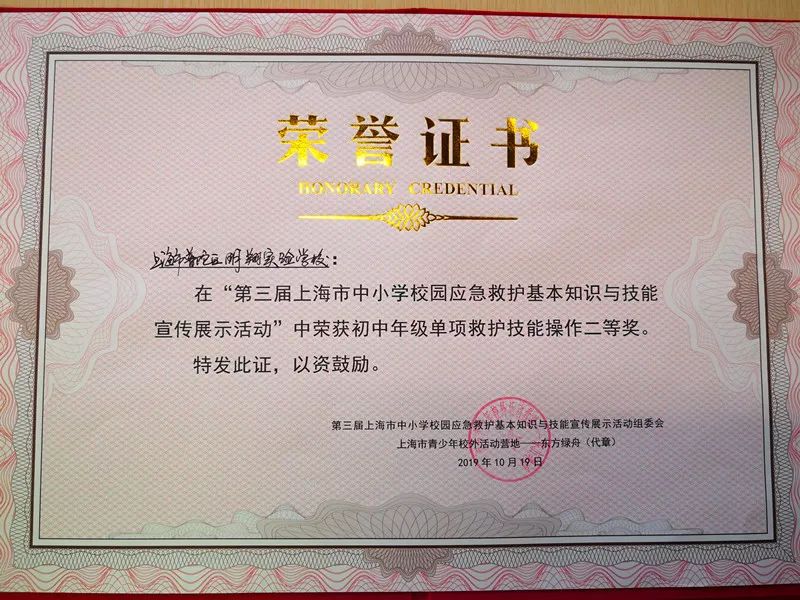 荣誉证书
HONORARY CREDENTIAL
上海市普陀区明翔实验学校：
在“第三届上海市中小学校园应急救护基本知识与技能
宣传展示活动”中荣获初中年级单项救护技能操作二等奖。
特发此证，以资鼓励。
第三届上海市中小学校园应急救护基本知识与技能宣传展示活动组委会
上海市青少年校外活动营地——东方绿舟（代章）
2019年10月19日